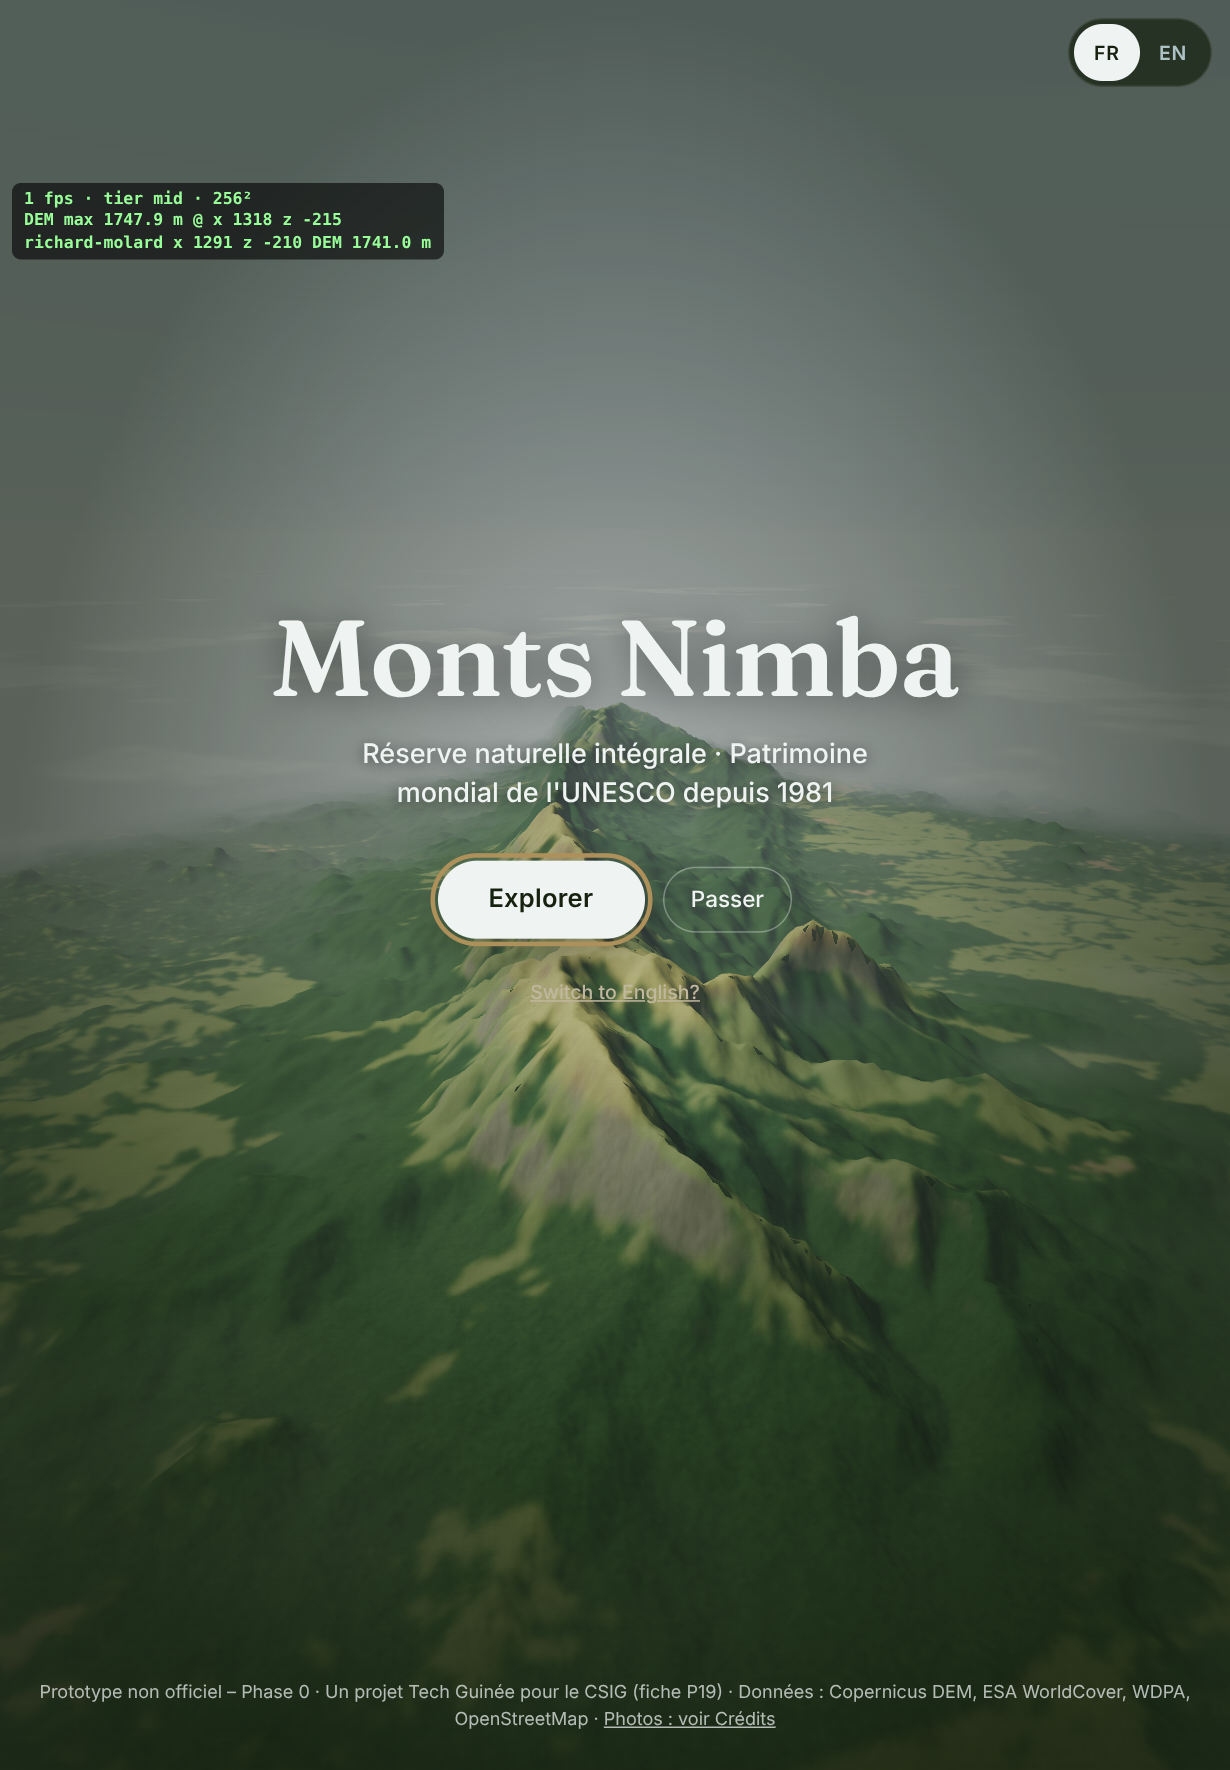 FR EN
1 fps · tier mid · 256²
DEM max 1747.9 m @ x 1318 z -215
richard-molard x 1291 z -210 DEM 1741.0 m
Monts Nimba
Réserve naturelle intégrale · Patrimoine
mondial de l'UNESCO depuis 1981
Explorer Passer
Switch to English?
Prototype non officiel – Phase 0 · Un projet Tech Guinée pour le CSIG (fiche P19) · Données : Copernicus DEM, ESA WorldCover, WDPA,
OpenStreetMap · Photos : voir Crédits